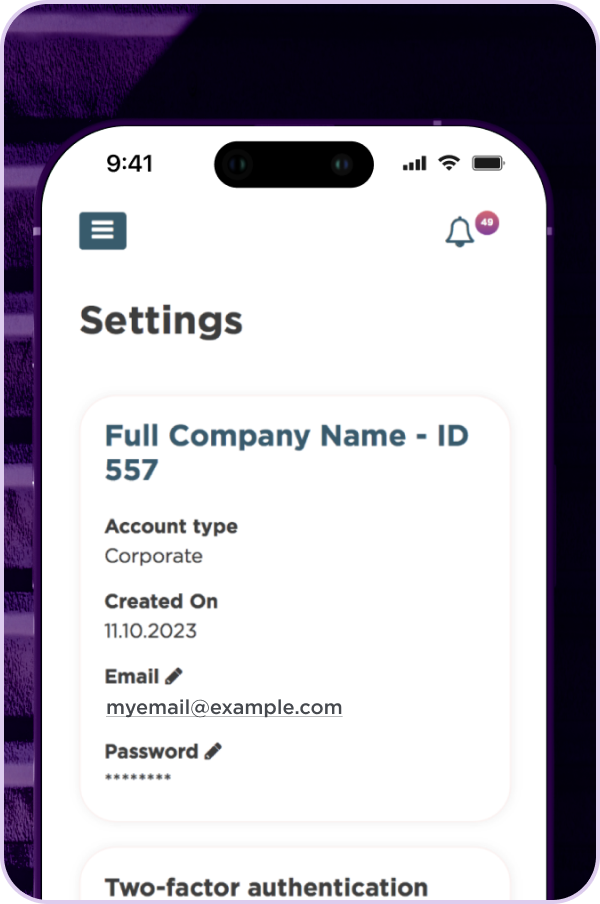 9:41
49
Settings
Full Company Name - ID
557
Account type
Corporate
Created On
11.10.2023
Email
myemail@example.com
Password
********
Two-factor authentication